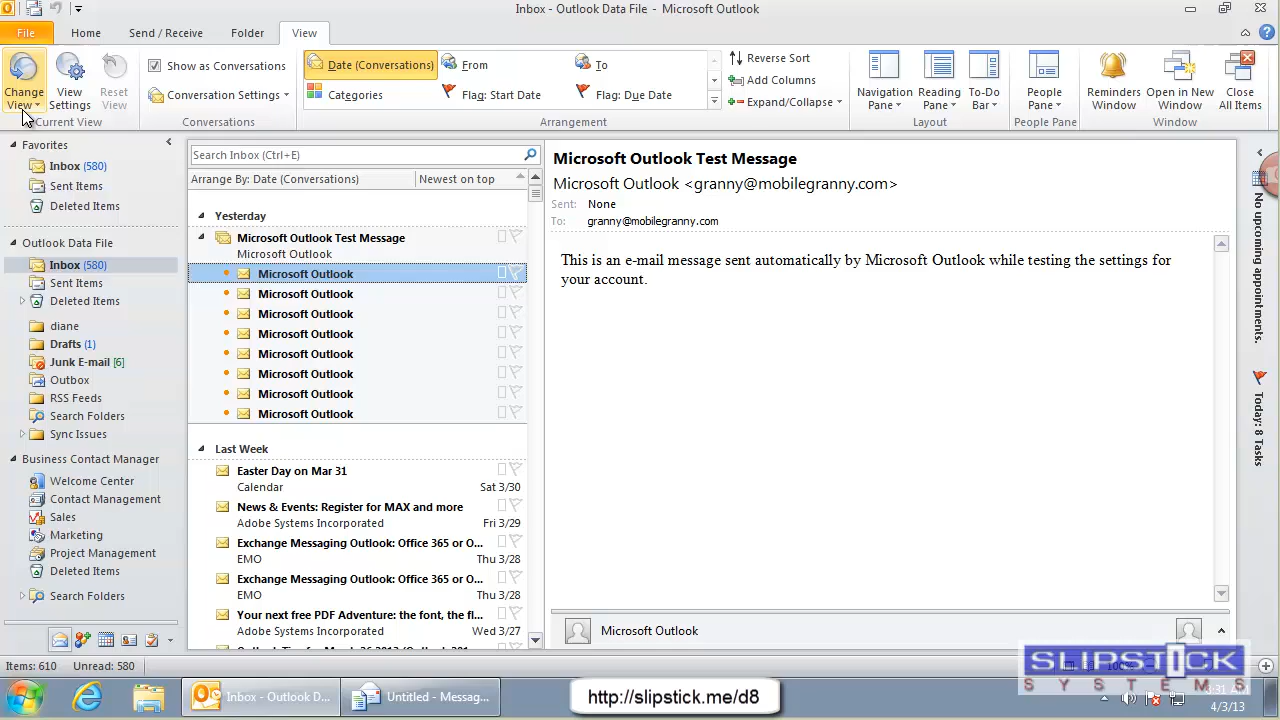 Inbox - Outlook Data File - Microsoft Outlook
File
Home
Send / Receive
Folder
View
Change View
View Settings
Reset View
Current View
Show as Conversations
Conversation Settings
Conversations
Date (Conversations)
From
To
Categories
Flag: Start Date
Flag: Due Date
Arrangement
Reverse Sort
Add Columns
Expand/Collapse
Navigation Pane
Reading Pane
To-Do Bar
Layout
People Pane
People Pane
Reminders Window
Open in New Window
Close All Items
Window
Favorites
Inbox (580)
Sent Items
Deleted Items
Outlook Data File
Inbox (580)
Sent Items
Deleted Items
diane
Drafts (1)
Junk E-mail [6]
Outbox
RSS Feeds
Search Folders
Sync Issues
Business Contact Manager
Welcome Center
Contact Management
Sales
Marketing
Project Management
Deleted Items
Search Folders
Search Inbox (Ctrl+E)
Arrange By: Date (Conversations)
Newest on top
Yesterday
Microsoft Outlook Test Message
Microsoft Outlook
Microsoft Outlook
Microsoft Outlook
Microsoft Outlook
Microsoft Outlook
Microsoft Outlook
Microsoft Outlook
Microsoft Outlook
Microsoft Outlook
Last Week
Easter Day on Mar 31
Calendar Sat 3/30
News & Events: Register for MAX and more
Adobe Systems Incorporated Fri 3/29
Exchange Messaging Outlook: Office 365 or O...
EMO Thu 3/28
Exchange Messaging Outlook: Office 365 or O...
EMO Thu 3/28
Your next free PDF Adventure: the font, the fl...
Adobe Systems Incorporated Wed 3/27
Microsoft Outlook Test Message
Microsoft Outlook <granny@mobilegranny.com>
Sent: None
To: granny@mobilegranny.com
This is an e-mail message sent automatically by Microsoft Outlook while testing the settings for
your account.
Microsoft Outlook
No upcoming appointments.
Today: 8 Tasks
Items: 610
Unread: 580
100%
SLIPSTICK
SYSTEMS
Inbox - Outlook D...
Untitled - Messag...
http://slipstick.me/d8
4/3/13